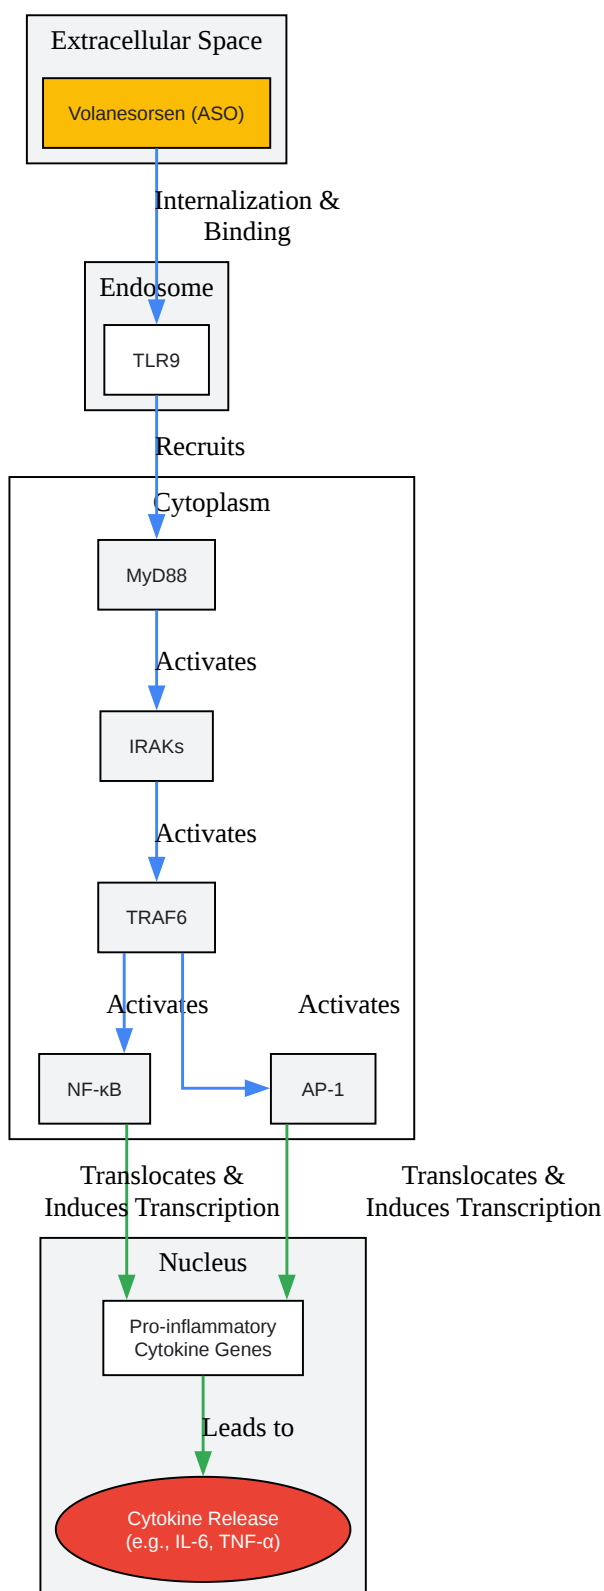 Extracellular Space
Volanesorsen (ASO)
Internalization &
Binding
Endosome
TLR9
Recruits
Cytoplasm
MyD88
Activates
IRAKs
Activates
TRAF6
Activates
Activates
NF-κB
AP-1
Translocates &
Induces Transcription
Translocates &
Induces Transcription
Nucleus
Pro-inflammatory
Cytokine Genes
Leads to
Cytokine Release
(e.g., IL-6, TNF-α)